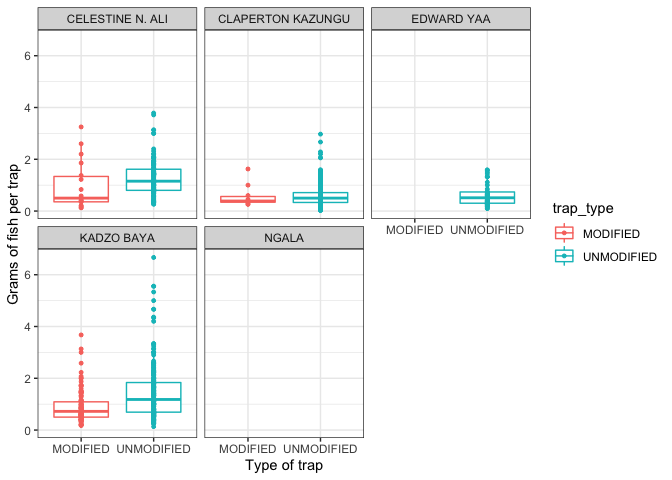 CELESTINE N. ALI
CLAPERTON KAZUNGU
EDWARD YAA
6
4
2
0
MODIFIED UNMODIFIED
KADZO BAYA
NGALA
6
4
2
0
MODIFIED UNMODIFIED
MODIFIED UNMODIFIED
Type of trap
Grams of fish per trap
trap_type
MODIFIED
UNMODIFIED